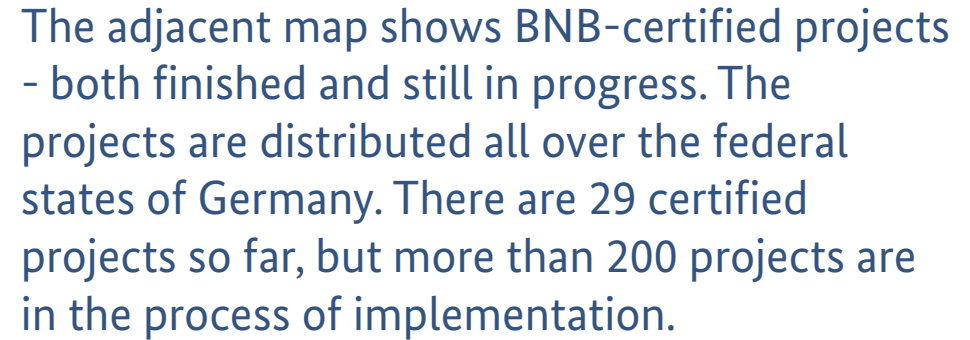 The adjacent map shows BNB-certified projects
- both finished and still in progress. The
projects are distributed all over the federal
states of Germany. There are 29 certified
projects so far, but more than 200 projects are
in the process of implementation.